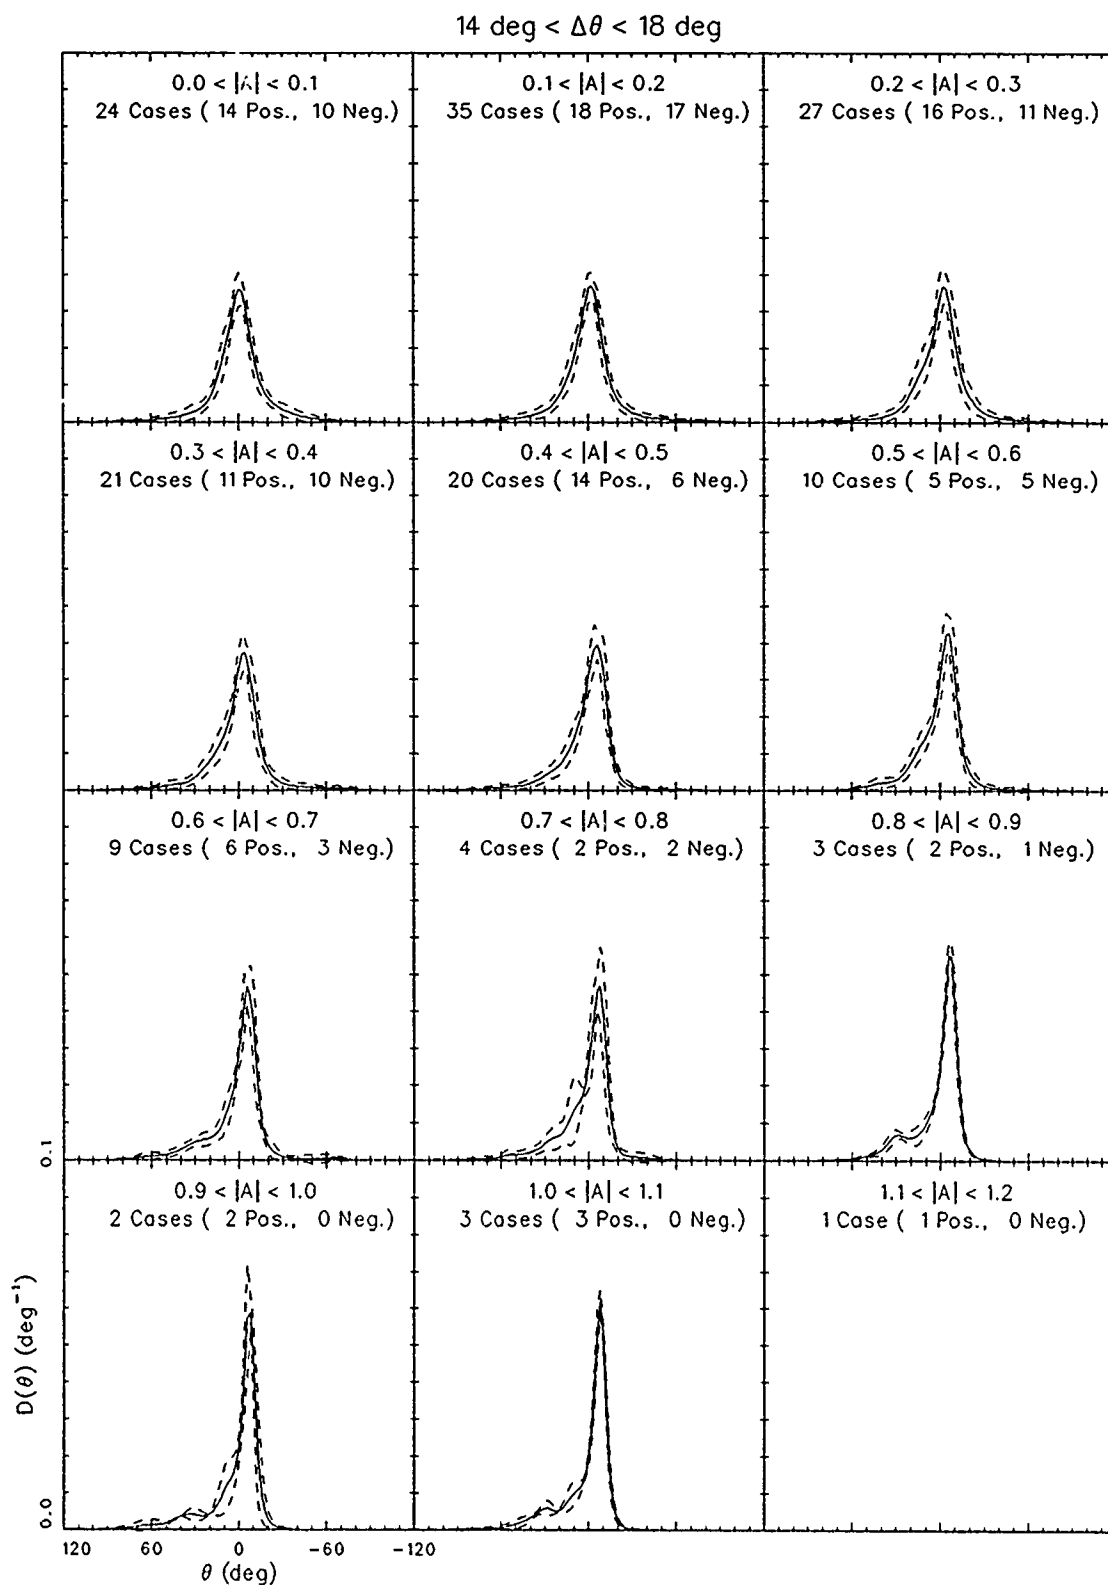 14 deg < Δθ < 18 deg
0.0 < |A| < 0.1
24 Cases ( 14 Pos., 10 Neg.)
0.1 < |A| < 0.2
35 Cases ( 18 Pos., 17 Neg.)
0.2 < |A| < 0.3
27 Cases ( 16 Pos., 11 Neg.)
0.3 < |A| < 0.4
21 Cases ( 11 Pos., 10 Neg.)
0.4 < |A| < 0.5
20 Cases ( 14 Pos., 6 Neg.)
0.5 < |A| < 0.6
10 Cases ( 5 Pos., 5 Neg.)
0.6 < |A| < 0.7
9 Cases ( 6 Pos., 3 Neg.)
0.7 < |A| < 0.8
4 Cases ( 2 Pos., 2 Neg.)
0.8 < |A| < 0.9
3 Cases ( 2 Pos., 1 Neg.)
0.9 < |A| < 1.0
2 Cases ( 2 Pos., 0 Neg.)
1.0 < |A| < 1.1
3 Cases ( 3 Pos., 0 Neg.)
1.1 < |A| < 1.2
1 Case ( 1 Pos., 0 Neg.)
0.1
D(θ) (deg⁻¹)
0.0
120 60 0 -60 -120
θ (deg)